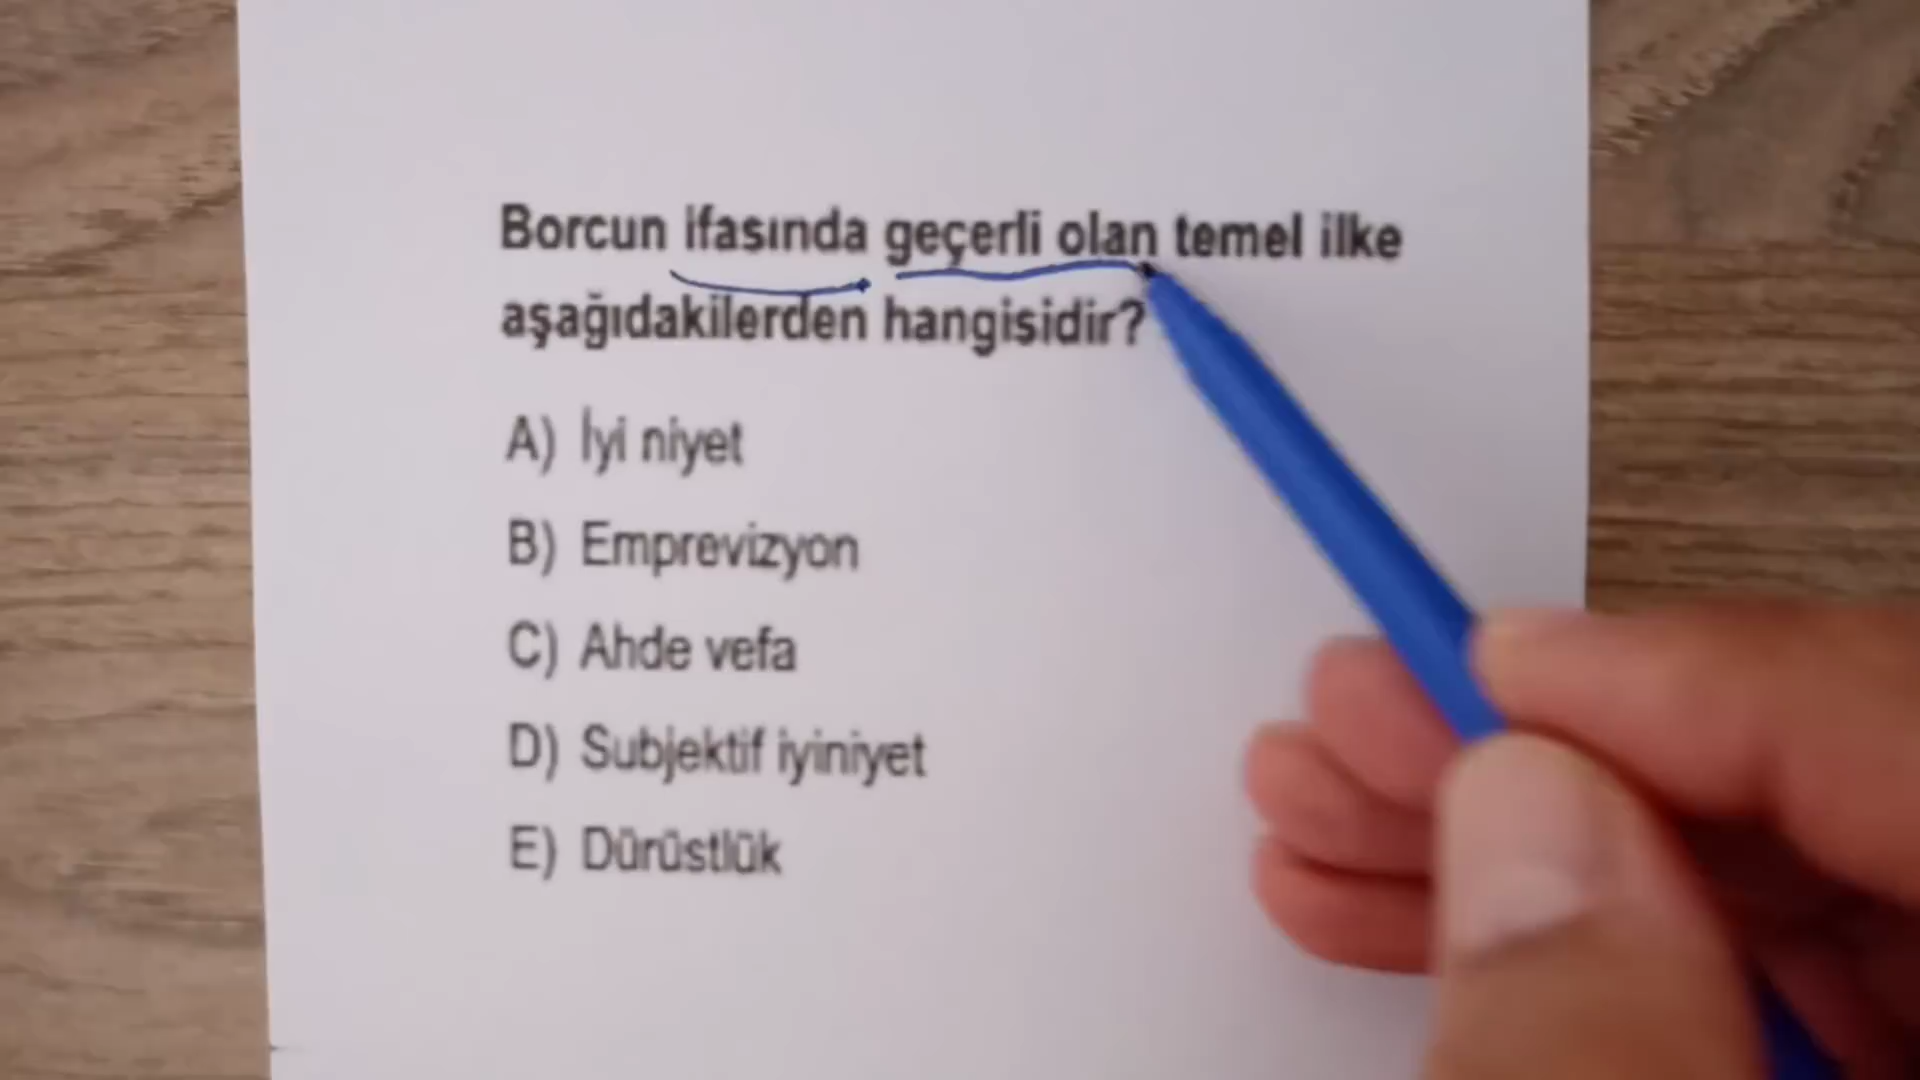 Borcun ifasında geçerli olan temel ilke
aşağıdakilerden hangisidir?
A) İyi niyet
B) Emprevizyon
C) Ahde vefa
D) Subjektif iyiniyet
E) Dürüstlük